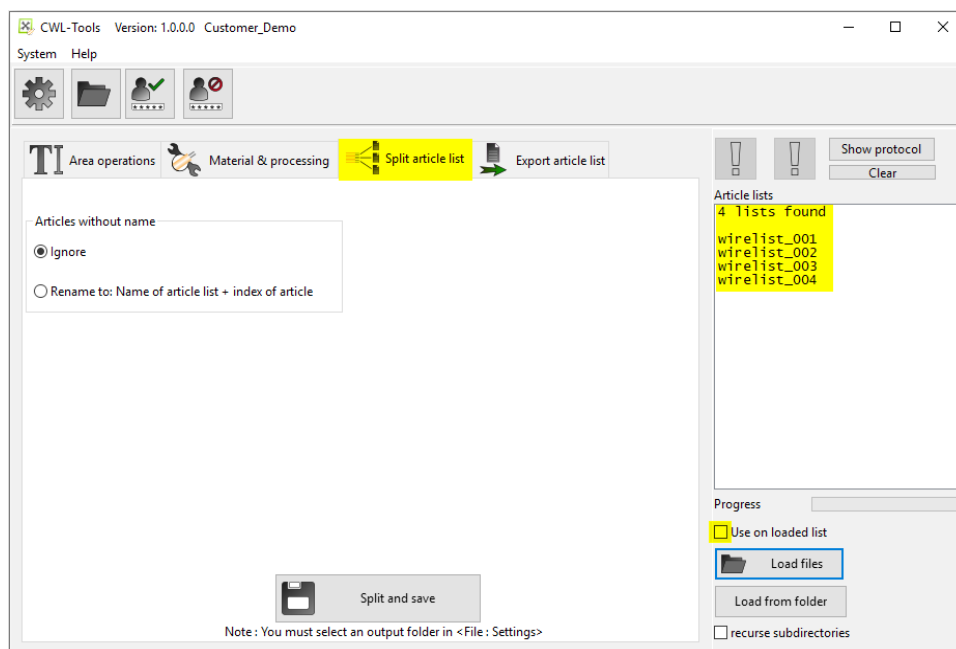 CWL-Tools Version: 1.0.0.0 Customer_Demo
System Help
Area operations
Material & processing
Split article list
Export article list
Show protocol
Clear
Articles without name
Ignore
Rename to: Name of article list + index of article
Article lists
4 lists found
wirelist_001
wirelist_002
wirelist_003
wirelist_004
Progress
Use on loaded list
Load files
Load from folder
recurse subdirectories
Split and save
Note : You must select an output folder in <File : Settings>